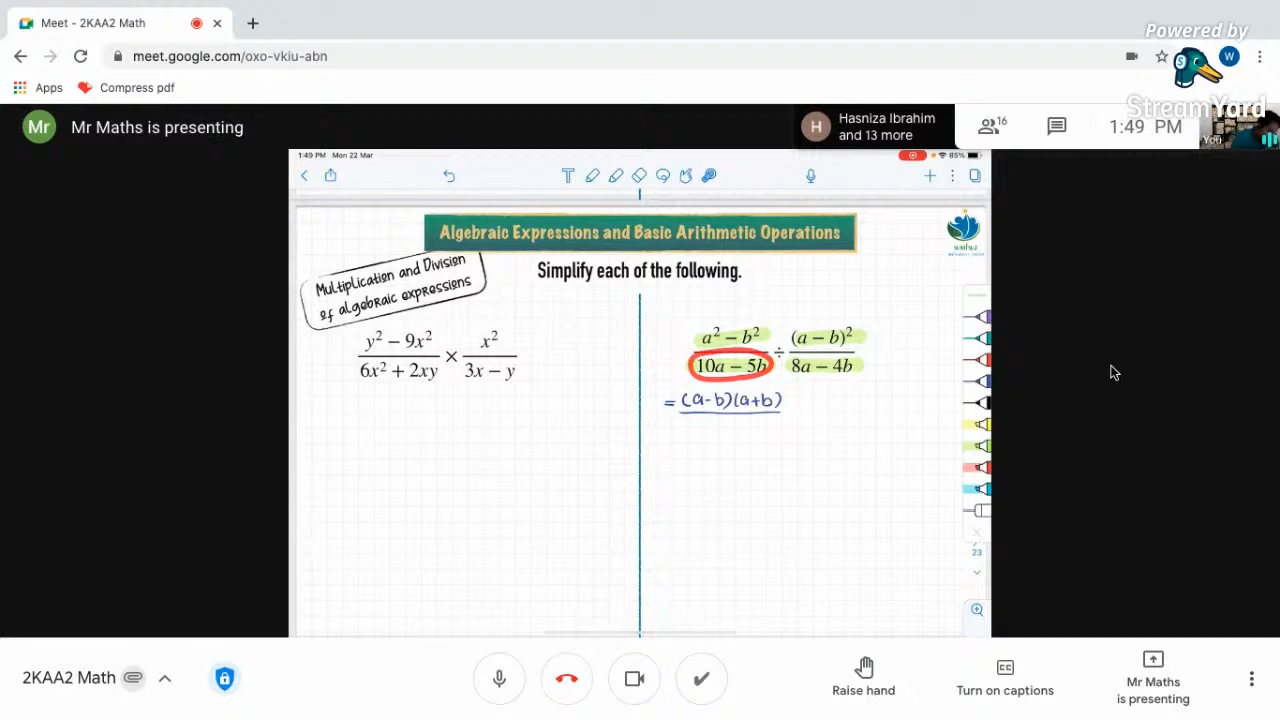 Meet - 2KAA2 Math
meet.google.com/oxo-vkiu-abn
W
Apps
Compress pdf
Powered by
S
StreamYard
Mr
Mr Maths is presenting
H
Hasniza Ibrahim
and 13 more
16
1:49 PM
You
1:49 PM Mon 22 Mar
85%
Algebraic Expressions and Basic Arithmetic Operations
Multiplication and Division
of algebraic expressions
Simplify each of the following.
y² − 9x² / 6x² + 2xy × x² / 3x − y
a² − b² / 10a − 5b ÷ (a − b)² / 8a − 4b
= (a-b)(a+b)
23
2KAA2 Math
Raise hand
Turn on captions
Mr Maths
is presenting